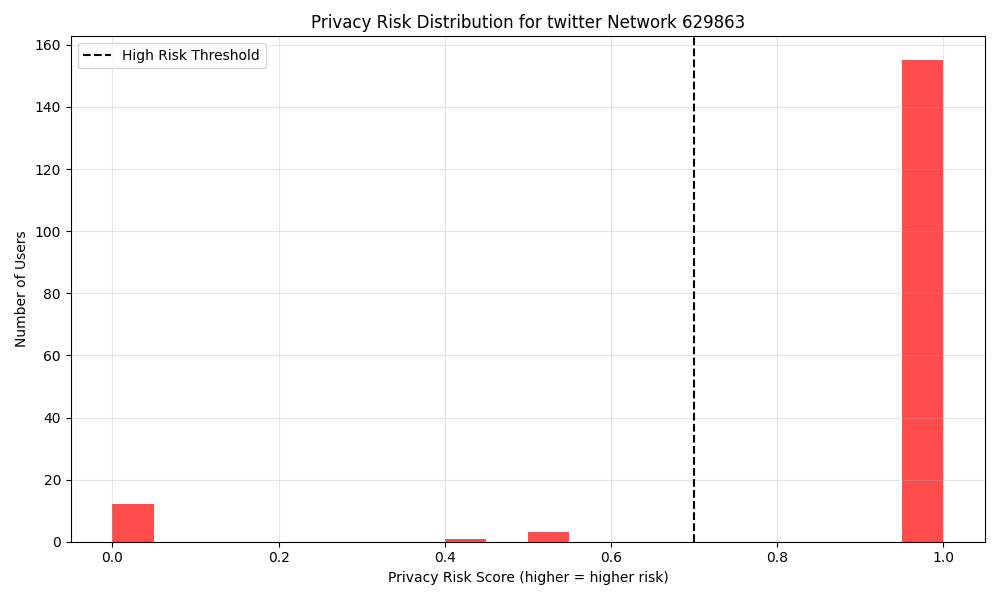 Privacy Risk Distribution for twitter Network 629863
High Risk Threshold
160
140
120
100
80
60
40
20
0
Number of Users
0.0 0.2 0.4 0.6 0.8 1.0
Privacy Risk Score (higher = higher risk)